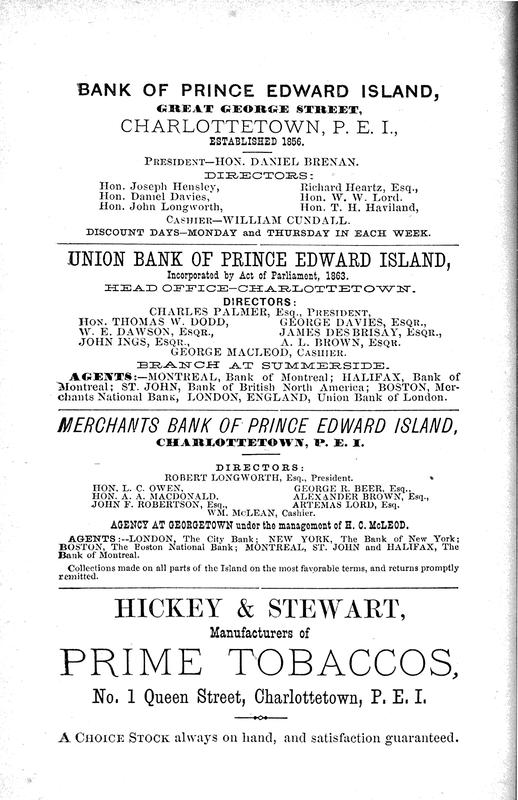 BANK OF PRINCE EDWARD ISLAND,
GREAT GEORGE STREET,
CHARLOTTETOWN, P. E. I.,
ESTABLISHED 1856.
PRESIDENT—HON. DANIEL BRENAN.
DIRECTORS:
Hon. Joseph Hensley, Richard Heartz, Esq.,
Hon. Daniel Davies, Hon. W. W. Lord.
Hon. John Longworth, Hon. T. H. Haviland,
CASHIER—WILLIAM CUNDALL.
DISCOUNT DAYS—MONDAY and THURSDAY IN EACH WEEK.
UNION BANK OF PRINCE EDWARD ISLAND,
Incorporated by Act of Parliament, 1863.
HEAD OFFICE—CHARLOTTETOWN.
DIRECTORS:
CHARLES PALMER, Esq., PRESIDENT,
HON. THOMAS W. DODD, GEORGE DAVIES, ESQR.,
W. E. DAWSON, ESQR., JAMES DESBRISAY, ESQR.,
JOHN INGS, ESQR., A. L. BROWN, ESQR.
GEORGE MACLEOD, CASHIER.
BRANCH AT SUMMERSIDE.
AGENTS:—MONTREAL, Bank of Montreal; HALIFAX, Bank of
Montreal; ST. JOHN, Bank of British North America; BOSTON, Mer-
chants National Bank, LONDON, ENGLAND, Union Bank of London.
MERCHANTS BANK OF PRINCE EDWARD ISLAND,
CHARLOTTETOWN, P. E. I.
DIRECTORS:
ROBERT LONGWORTH, Esq., President.
HON. L. C. OWEN, GEORGE R. BEER, Esq.,
HON. A. A. MACDONALD. ALEXANDER BROWN, Esq.,
JOHN F. ROBERTSON, Esq., ARTEMAS LORD, Esq.
WM. McLEAN, Cashier.
AGENCY AT GEORGETOWN under the management of H. C. McLEOD.
AGENTS:--LONDON, The City Bank; NEW YORK, The Bank of New York;
BOSTON, The Boston National Bank; MONTREAL, ST. JOHN and HALIFAX, The
Bank of Montreal.
Collections made on all parts of the Island on the most favorable terms, and returns promptly
remitted.
HICKEY & STEWART,
Manufacturers of
PRIME TOBACCOS,
No. 1 Queen Street, Charlottetown, P. E. I.
A CHOICE STOCK always on hand, and satisfaction guaranteed.